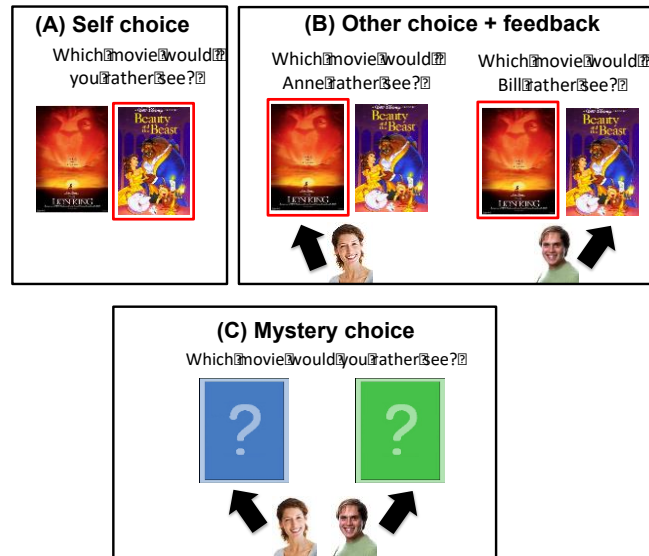 (A) Self choice
Which movie would
you rather see?
THE LION KING
Beauty
and the
Beast
(B) Other choice + feedback
Which movie would
Anne rather see?
THE LION KING
Beauty
and the
Beast
Which movie would
Bill rather see?
LION KING
Beauty
and the
Beast
(C) Mystery choice
Which movie would you rather see?
?
?